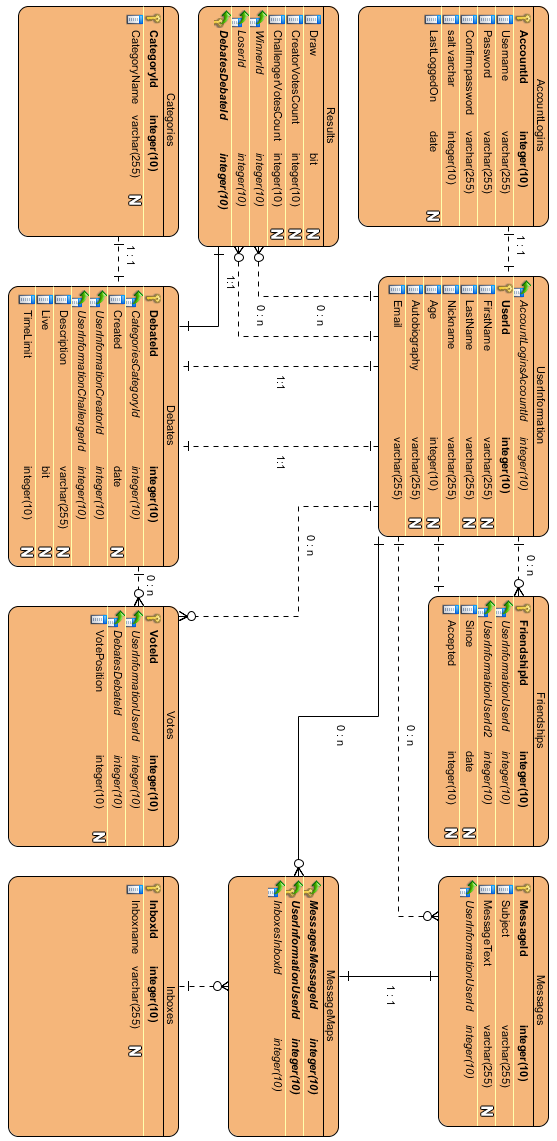 AccountLogins
AccountId integer(10)
Username varchar(255)
Password varchar(255)
Confirmpassword varchar(255)
salt varchar integer(10)
LastLoggedOn date N
1 : 1
UserInformation
AccountLoginsAccountId integer(10)
UserId integer(10)
FirstName varchar(255) N
LastName varchar(255) N
Nickname varchar(255)
Age integer(10) N
Autobiography varchar(255) N
Email varchar(255)
0 : n
Friendships
FriendshipId integer(10)
UserInformationUserId integer(10)
UserInformationUserId2 integer(10)
Since date N
Accepted integer(10) N
Messages
MessageId integer(10)
Subject varchar(255)
MessageText varchar(255) N
UserInformationUserId integer(10)
0 : n
1 : 1
0 : n
Results
Draw bit N
CreatorVotesCount integer(10) N
ChallengerVotesCount integer(10) N
WinnerId integer(10)
LoserId integer(10)
DebatesDebateId integer(10)
0 : n
0 : n
1:1
1:1
1:1
0 : n
MessageMaps
MessagesMessageId integer(10)
UserInformationUserId integer(10)
InboxesInboxId integer(10)
Categories
CategoryId integer(10)
CategoryName varchar(255) N
1 : 1
Debates
DebateId integer(10)
CategoriesCategoryId integer(10)
Created date N
UserInformationCreatorId integer(10)
UserInformationChallengerId integer(10)
Description varchar(255) N
Live bit N
TimeLimit integer(10) N
0 : n
Votes
VoteId integer(10)
UserInformationUserId integer(10)
DebatesDebateId integer(10)
VotePosition integer(10) N
Inboxes
InboxId integer(10)
Inboxname varchar(255) N